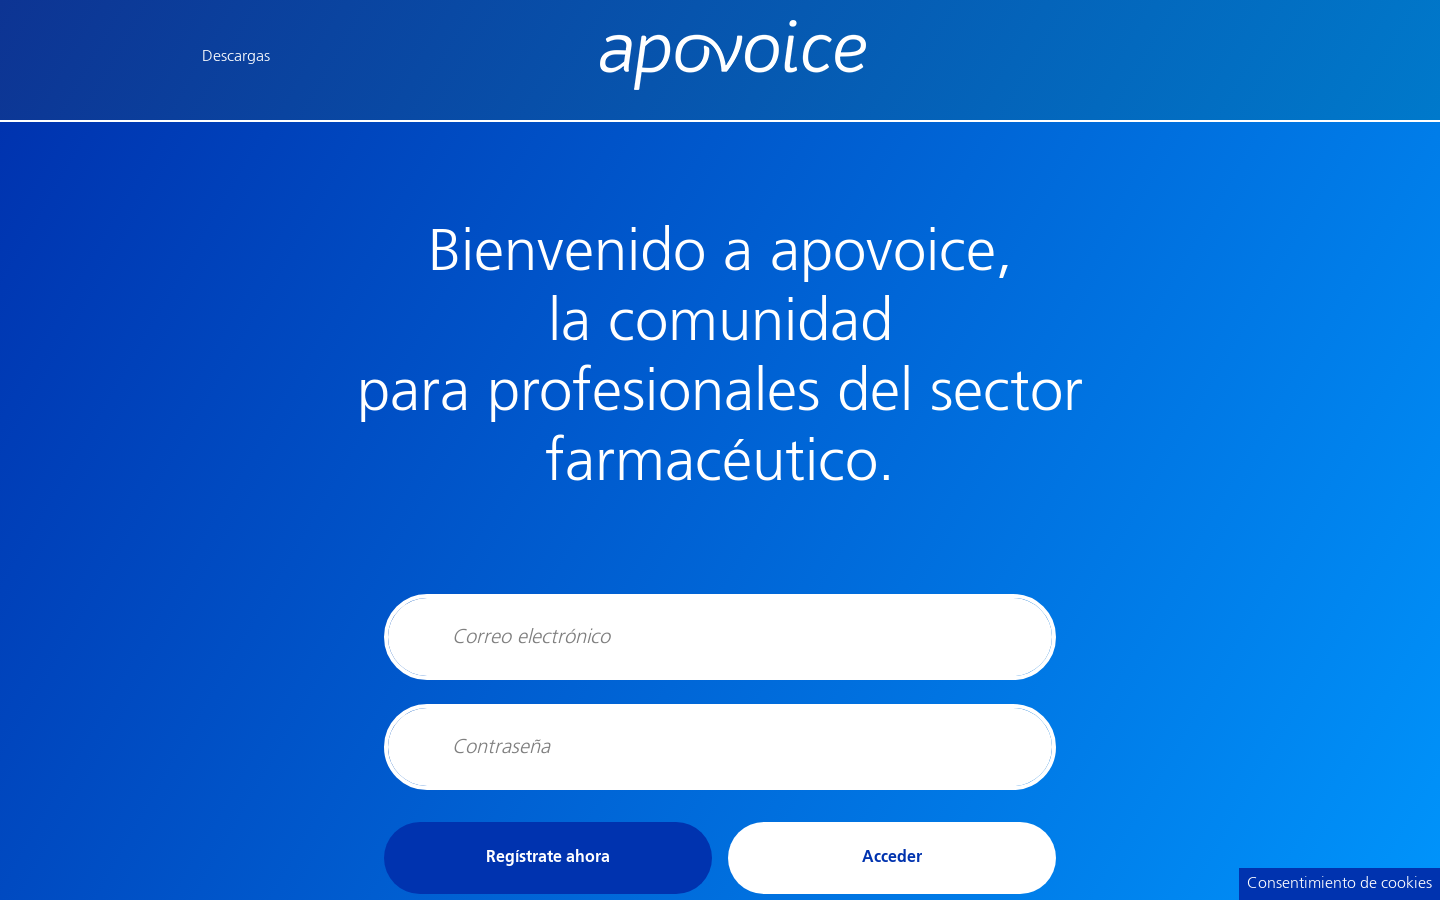 Descargas
apovoice
Bienvenido a apovoice,
la comunidad
para profesionales del sector
farmacéutico.
Correo electrónico
Contraseña
Regístrate ahora
Acceder
Consentimiento de cookies